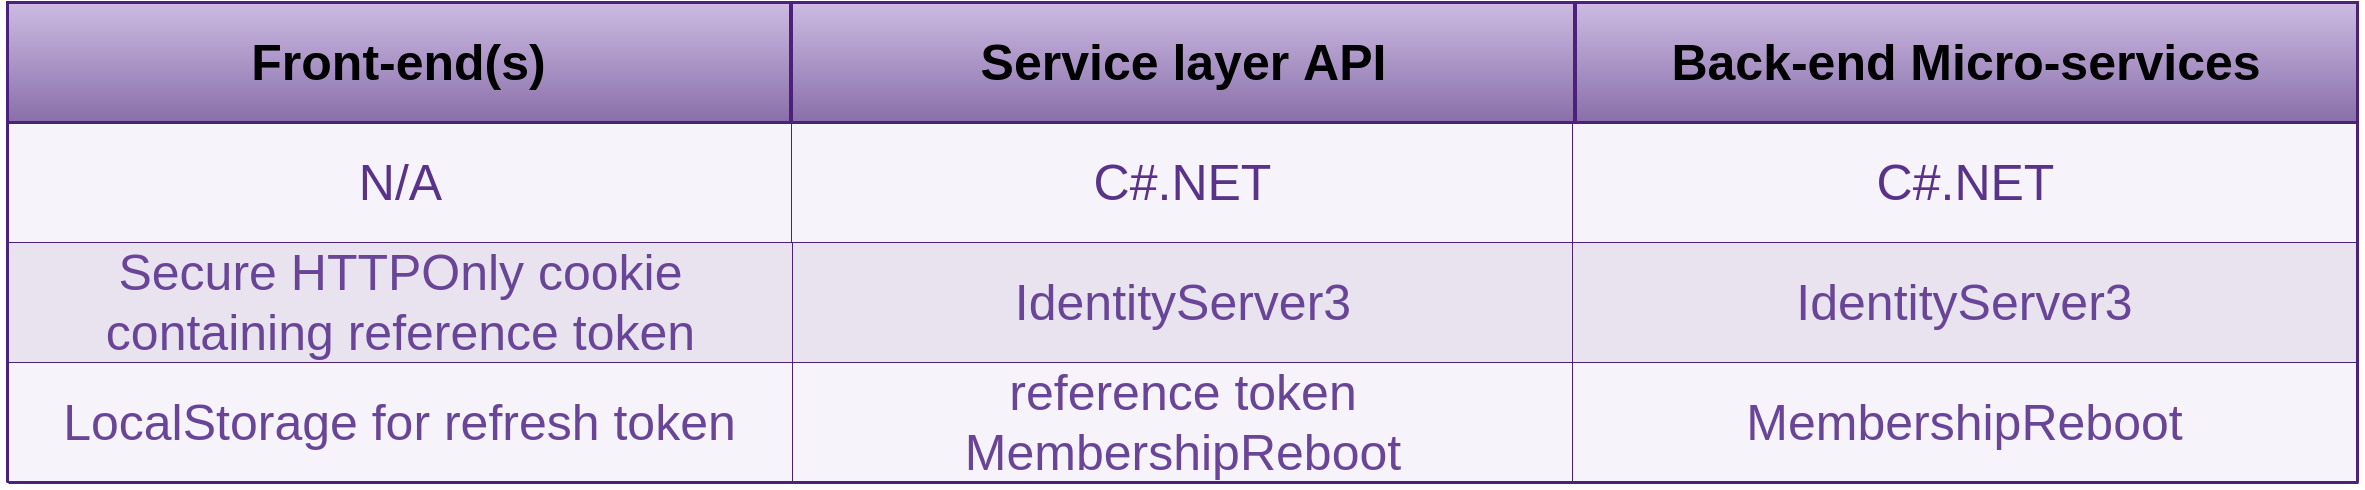 Front-end(s)
Service layer API
Back-end Micro-services
N/A
C#.NET
C#.NET
Secure HTTPOnly cookie
containing reference token
IdentityServer3
IdentityServer3
LocalStorage for refresh token
reference token
MembershipReboot
MembershipReboot